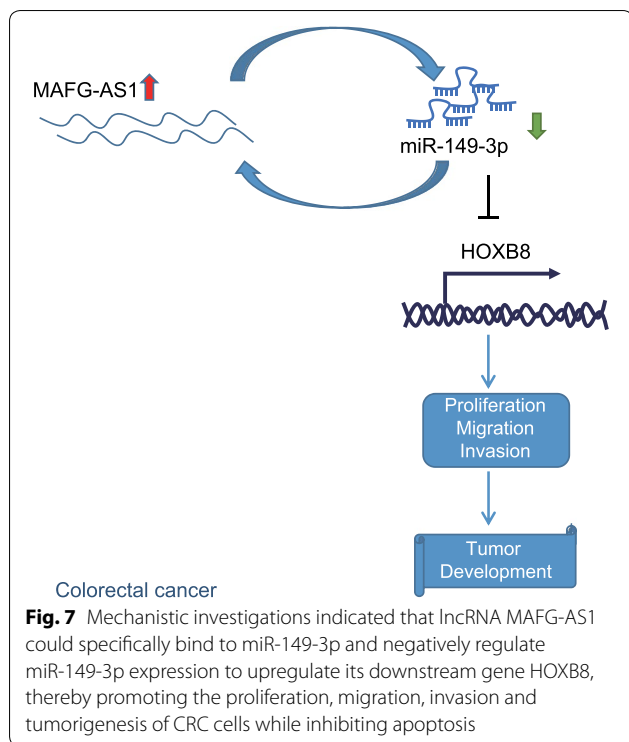 MAFG-AS1
miR-149-3p
HOXB8
Proliferation
Migration
Invasion
Tumor
Development
Colorectal cancer
Fig. 7 Mechanistic investigations indicated that lncRNA MAFG-AS1
could specifically bind to miR-149-3p and negatively regulate
miR-149-3p expression to upregulate its downstream gene HOXB8,
thereby promoting the proliferation, migration, invasion and
tumorigenesis of CRC cells while inhibiting apoptosis